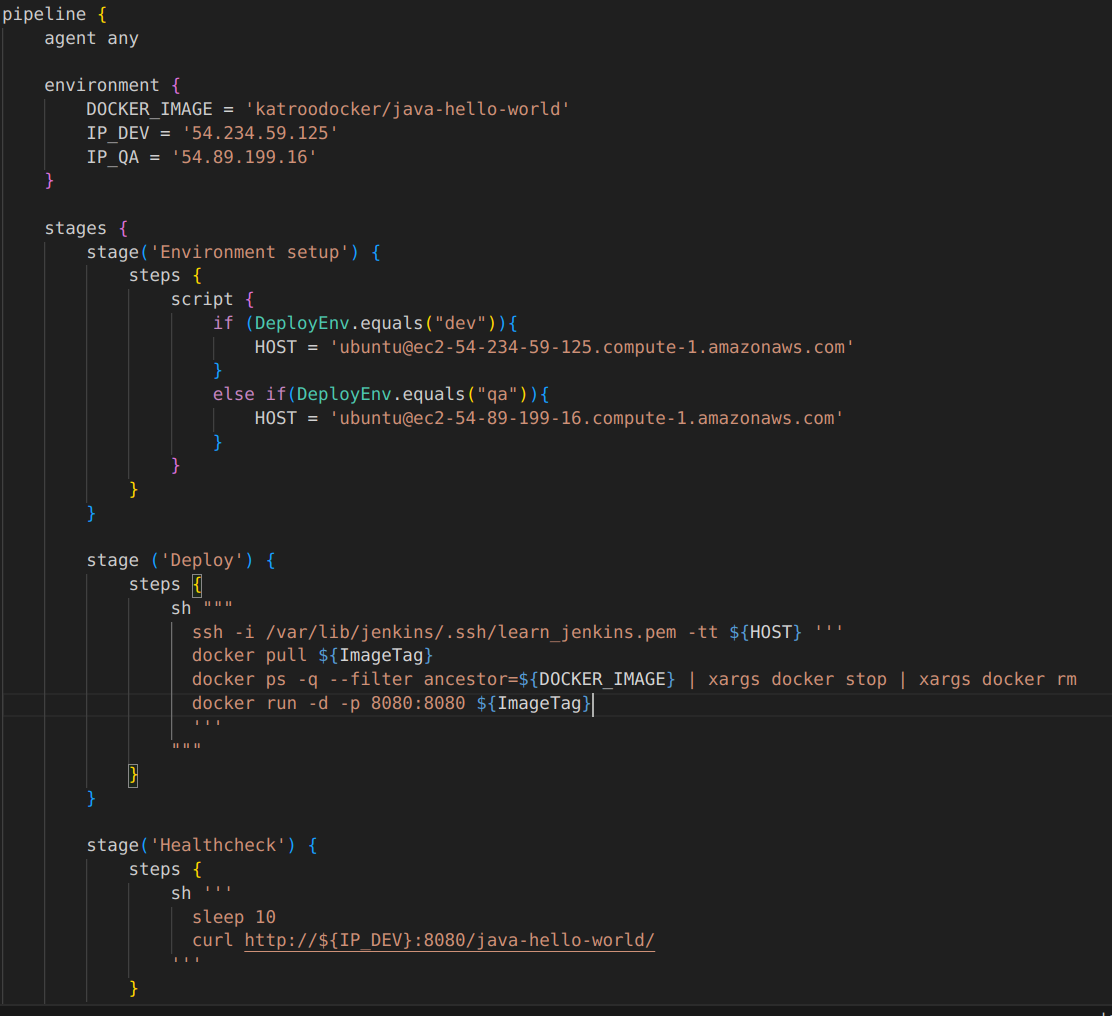 pipeline {
    agent any

    environment {
        DOCKER_IMAGE = 'katroodocker/java-hello-world'
        IP_DEV = '54.234.59.125'
        IP_QA = '54.89.199.16'
    }

    stages {
        stage('Environment setup') {
            steps {
                script {
                    if (DeployEnv.equals("dev")){
                        HOST = 'ubuntu@ec2-54-234-59-125.compute-1.amazonaws.com'
                    }
                    else if(DeployEnv.equals("qa")){
                        HOST = 'ubuntu@ec2-54-89-199-16.compute-1.amazonaws.com'
                    }
                }
            }
        }

        stage ('Deploy') {
            steps {
                sh """
                  ssh -i /var/lib/jenkins/.ssh/learn_jenkins.pem -tt ${HOST} '''
                  docker pull ${ImageTag}
                  docker ps -q --filter ancestor=${DOCKER_IMAGE} | xargs docker stop | xargs docker rm
                  docker run -d -p 8080:8080 ${ImageTag}
                  '''
                """
            }
        }

        stage('Healthcheck') {
            steps {
                sh '''
                  sleep 10
                  curl http://${IP_DEV}:8080/java-hello-world/
                '''
            }